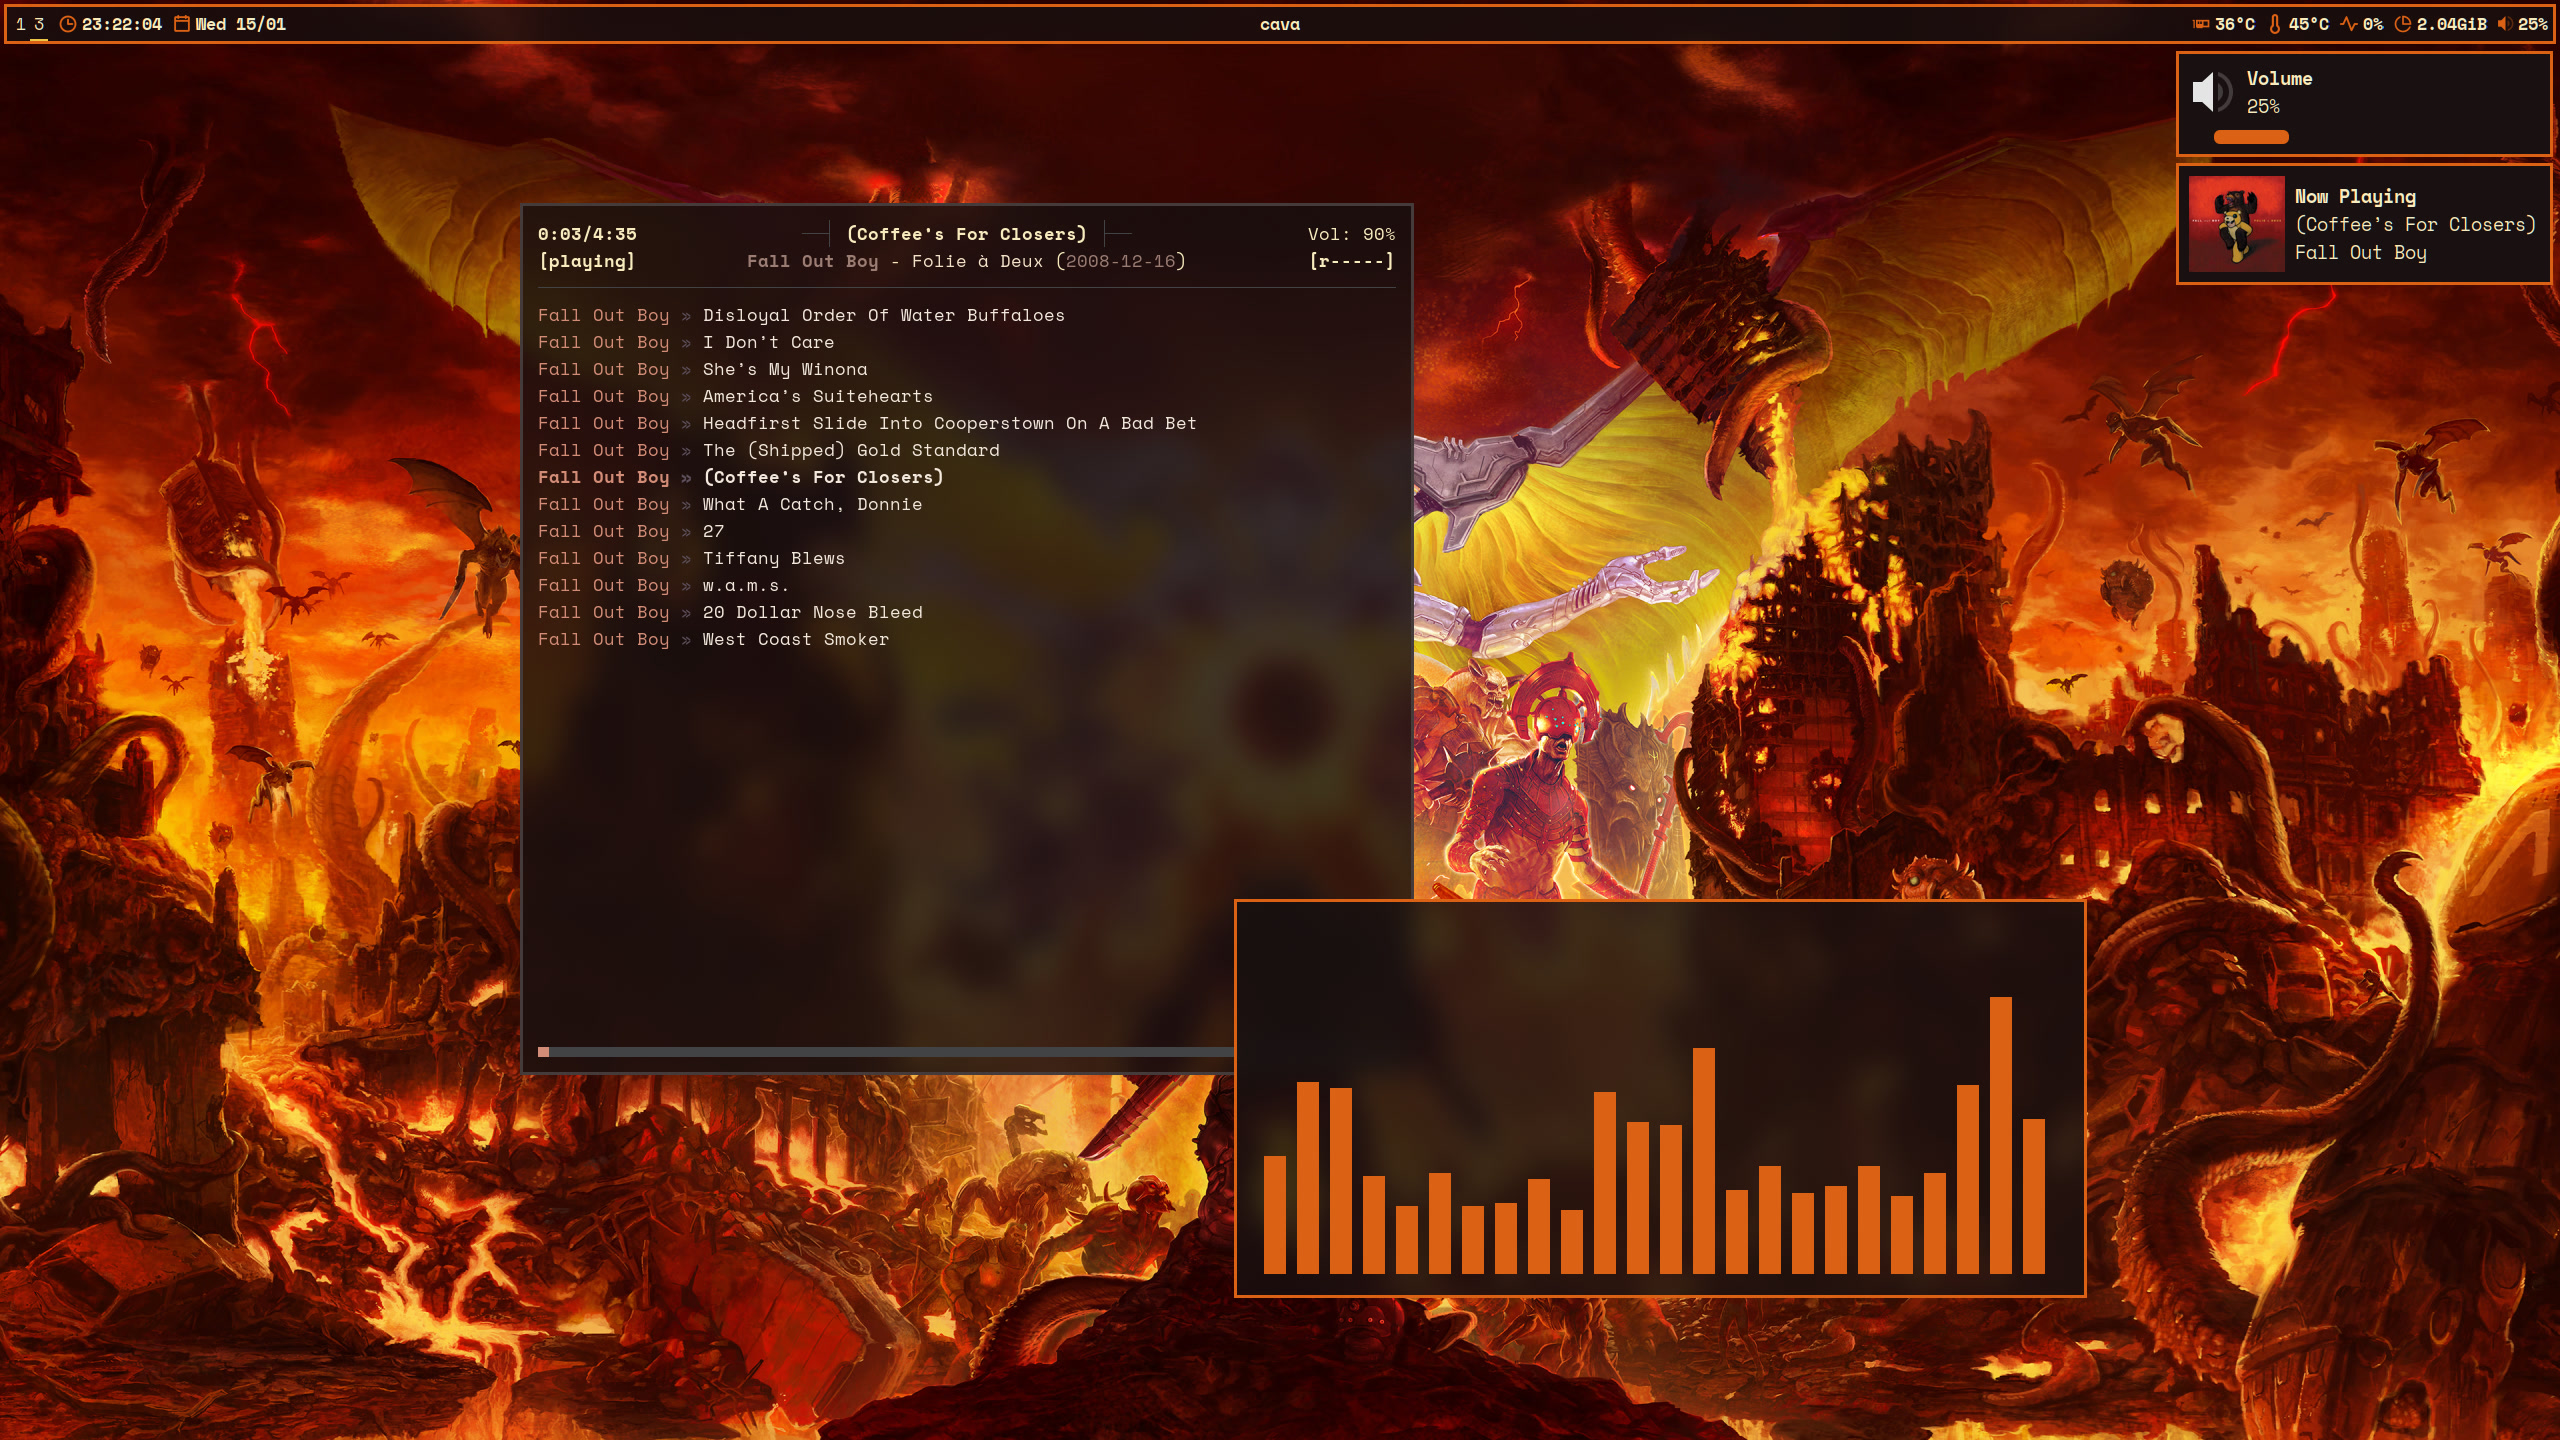 1 3 23:22:04 Wed 15/01 cava 36°C 45°C 0% 2.04GiB 25%
Volume
25%
Now Playing
(Coffee's For Closers)
Fall Out Boy
0:03/4:35 (Coffee's For Closers) Vol: 90%
[playing] Fall Out Boy - Folie à Deux (2008-12-16) [r-----]
Fall Out Boy » Disloyal Order Of Water Buffaloes
Fall Out Boy » I Don't Care
Fall Out Boy » She's My Winona
Fall Out Boy » America's Suitehearts
Fall Out Boy » Headfirst Slide Into Cooperstown On A Bad Bet
Fall Out Boy » The (Shipped) Gold Standard
Fall Out Boy » (Coffee's For Closers)
Fall Out Boy » What A Catch, Donnie
Fall Out Boy » 27
Fall Out Boy » Tiffany Blews
Fall Out Boy » w.a.m.s.
Fall Out Boy » 20 Dollar Nose Bleed
Fall Out Boy » West Coast Smoker